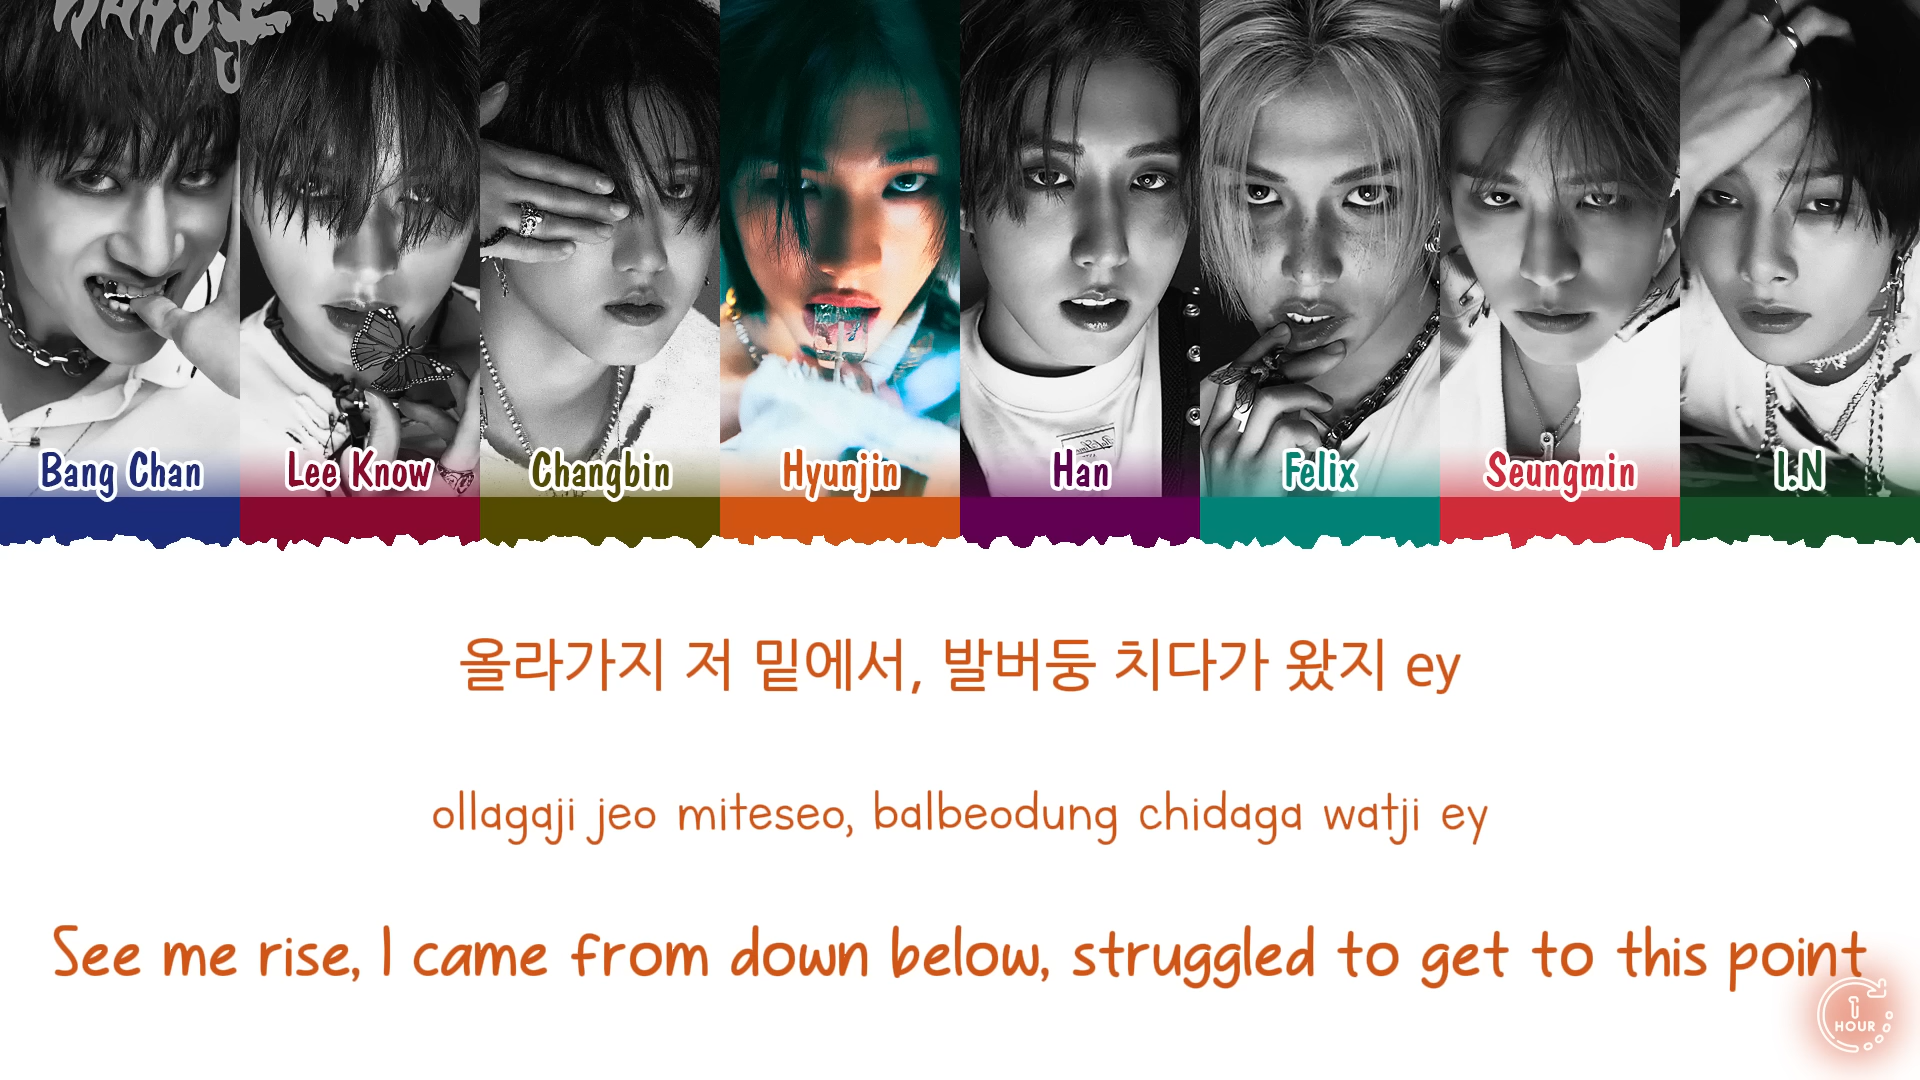 Bang Chan
Lee Know
Changbin
Hyunjin
Han
Felix
Seungmin
I.N
올라가지 저 밑에서, 발버둥 치다가 왔지 ey
ollagaji jeo miteseo, balbeodung chidaga watji ey
See me rise, I came from down below, struggled to get to this point
1
HOUR